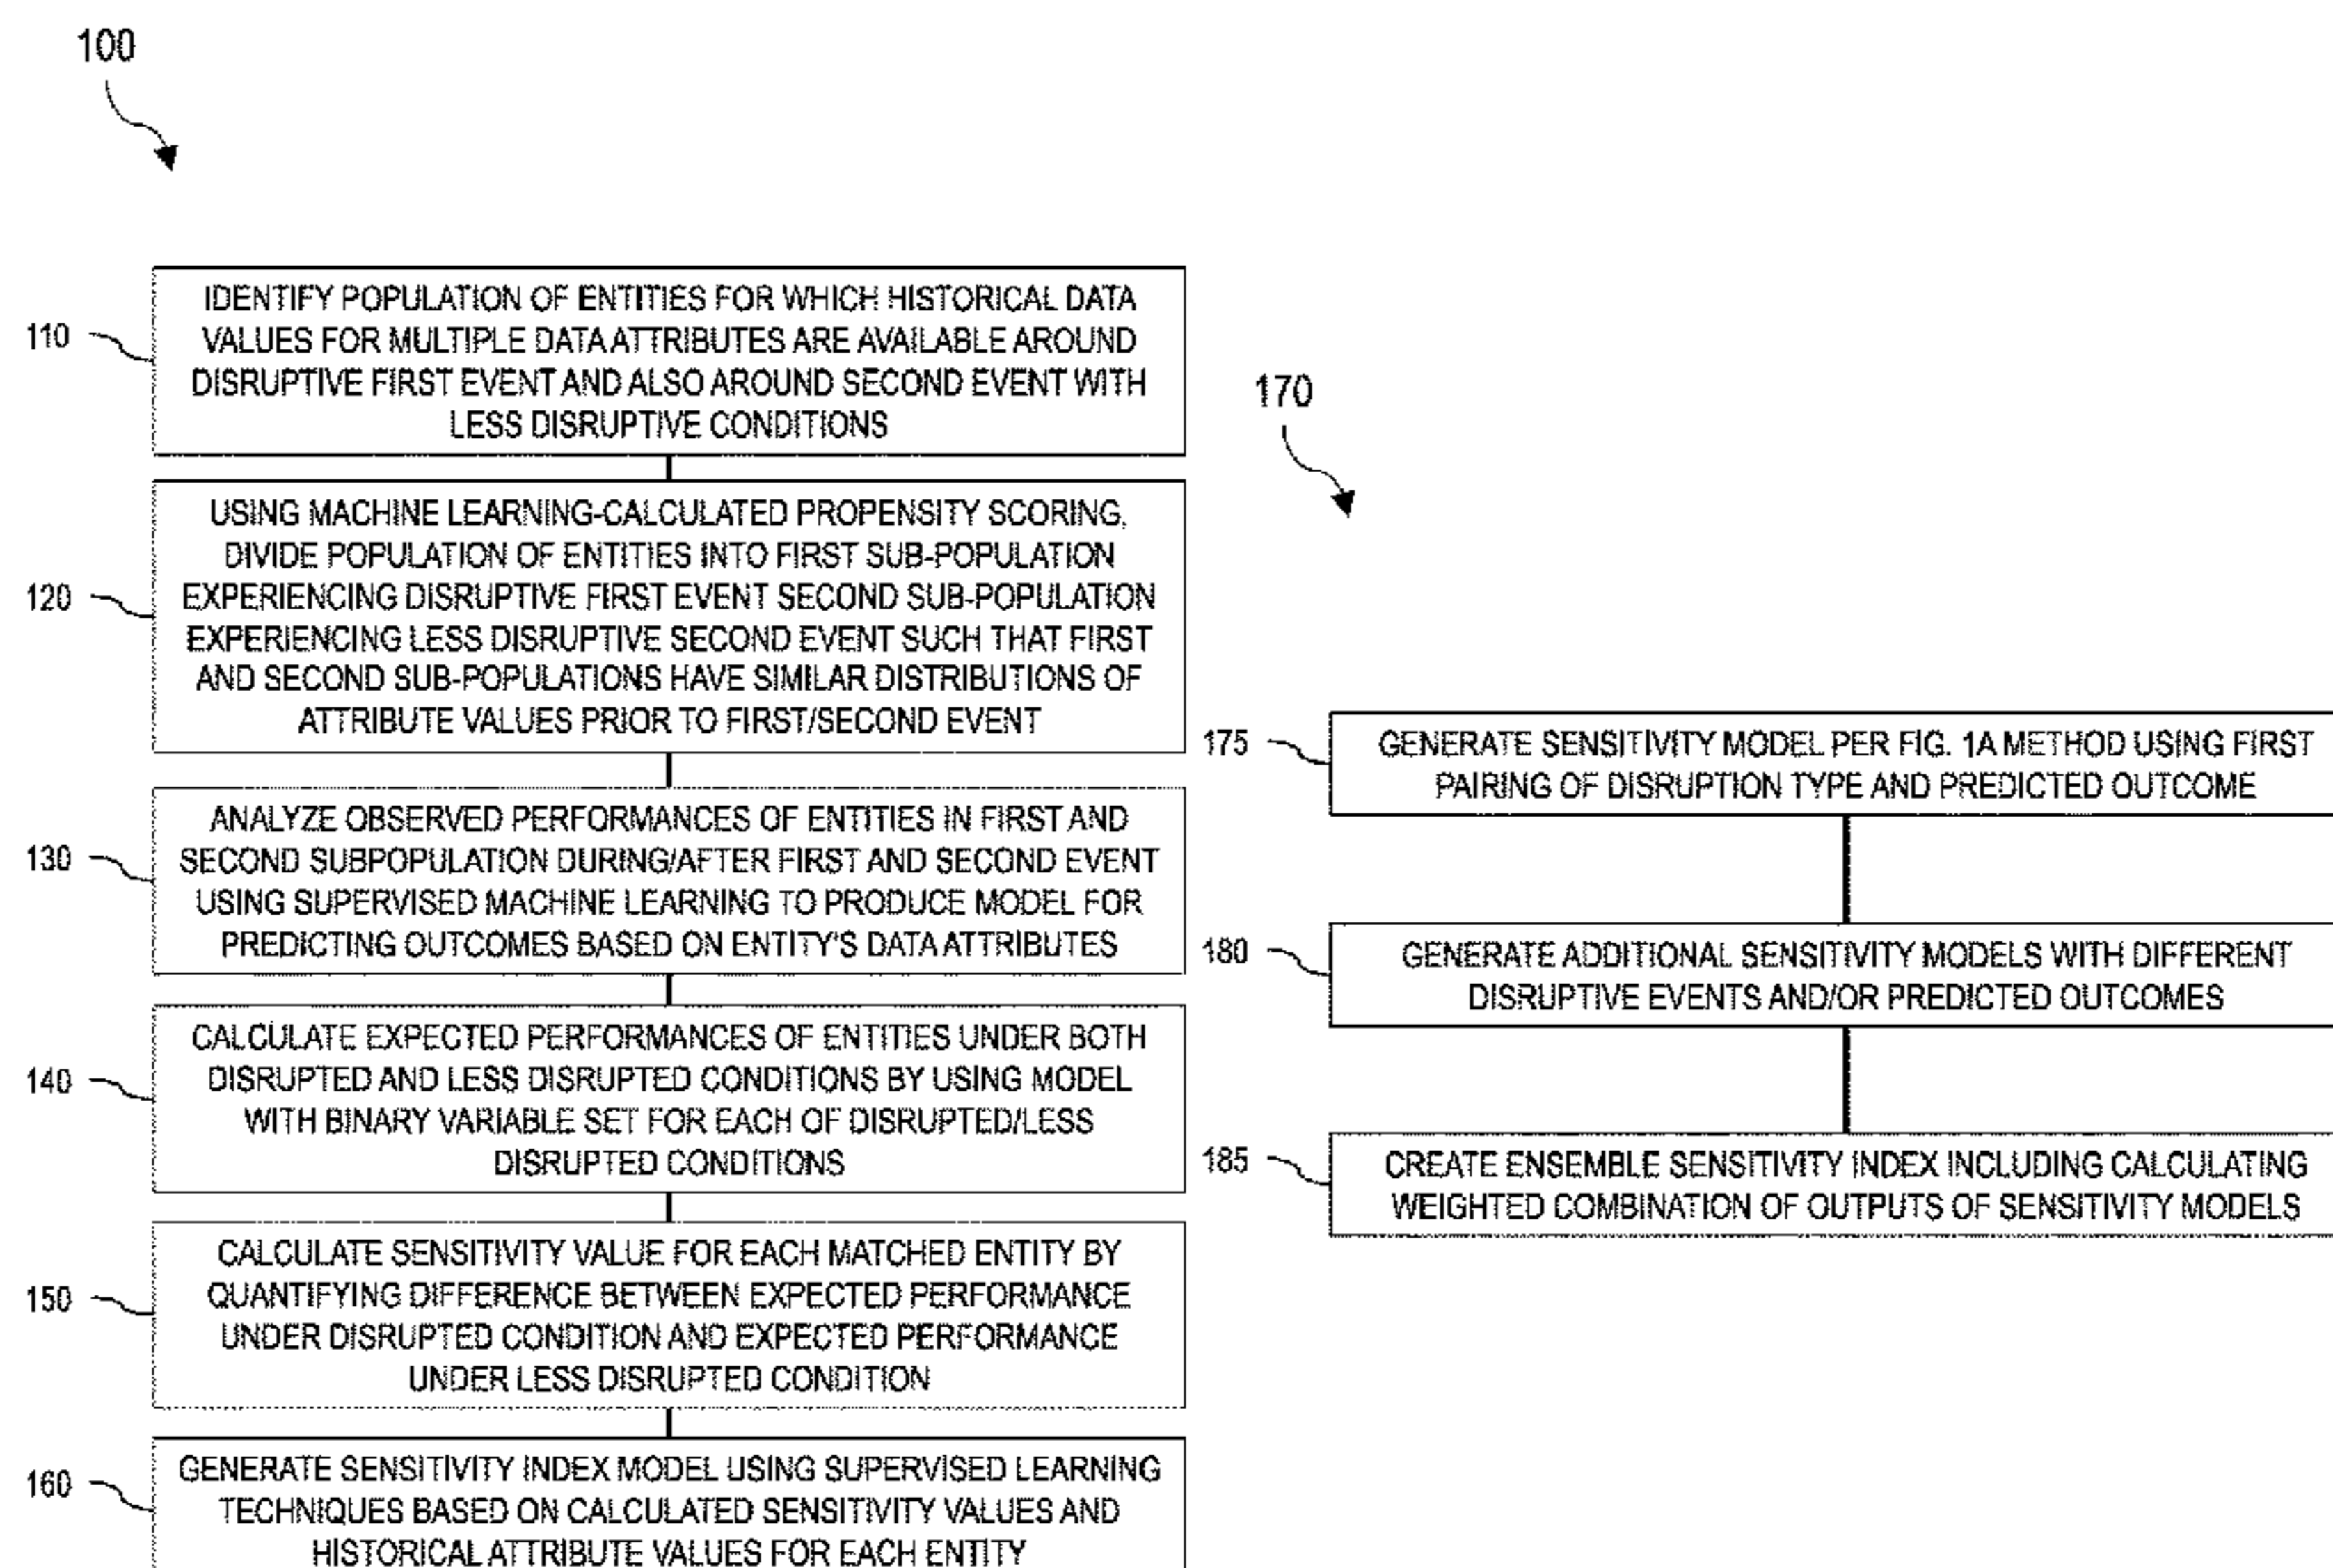 100
110
IDENTIFY POPULATION OF ENTITIES FOR WHICH HISTORICAL DATA
VALUES FOR MULTIPLE DATA ATTRIBUTES ARE AVAILABLE AROUND
DISRUPTIVE FIRST EVENT AND ALSO AROUND SECOND EVENT WITH
LESS DISRUPTIVE CONDITIONS
120
USING MACHINE LEARNING-CALCULATED PROPENSITY SCORING,
DIVIDE POPULATION OF ENTITIES INTO FIRST SUB-POPULATION
EXPERIENCING DISRUPTIVE FIRST EVENT SECOND SUB-POPULATION
EXPERIENCING LESS DISRUPTIVE SECOND EVENT SUCH THAT FIRST
AND SECOND SUB-POPULATIONS HAVE SIMILAR DISTRIBUTIONS OF
ATTRIBUTE VALUES PRIOR TO FIRST/SECOND EVENT
130
ANALYZE OBSERVED PERFORMANCES OF ENTITIES IN FIRST AND
SECOND SUBPOPULATION DURING/AFTER FIRST AND SECOND EVENT
USING SUPERVISED MACHINE LEARNING TO PRODUCE MODEL FOR
PREDICTING OUTCOMES BASED ON ENTITY'S DATA ATTRIBUTES
140
CALCULATE EXPECTED PERFORMANCES OF ENTITIES UNDER BOTH
DISRUPTED AND LESS DISRUPTED CONDITIONS BY USING MODEL
WITH BINARY VARIABLE SET FOR EACH OF DISRUPTED/LESS
DISRUPTED CONDITIONS
150
CALCULATE SENSITIVITY VALUE FOR EACH MATCHED ENTITY BY
QUANTIFYING DIFFERENCE BETWEEN EXPECTED PERFORMANCE
UNDER DISRUPTED CONDITION AND EXPECTED PERFORMANCE
UNDER LESS DISRUPTED CONDITION
160
GENERATE SENSITIVITY INDEX MODEL USING SUPERVISED LEARNING
TECHNIQUES BASED ON CALCULATED SENSITIVITY VALUES AND
HISTORICAL ATTRIBUTE VALUES FOR EACH ENTITY
170
175
GENERATE SENSITIVITY MODEL PER FIG. 1A METHOD USING FIRST
PAIRING OF DISRUPTION TYPE AND PREDICTED OUTCOME
180
GENERATE ADDITIONAL SENSITIVITY MODELS WITH DIFFERENT
DISRUPTIVE EVENTS AND/OR PREDICTED OUTCOMES
185
CREATE ENSEMBLE SENSITIVITY INDEX INCLUDING CALCULATING
WEIGHTED COMBINATION OF OUTPUTS OF SENSITIVITY MODELS